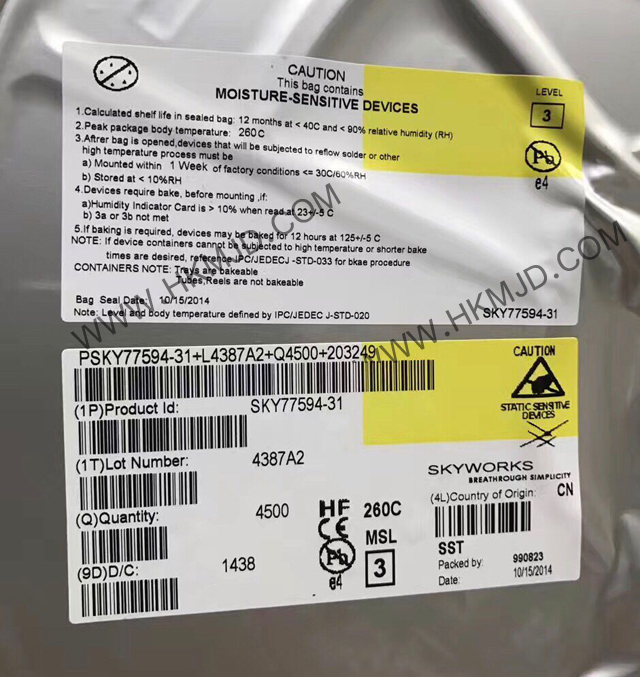 CAUTION
This bag contains
MOISTURE-SENSITIVE DEVICES
LEVEL
3
Pb
e4
1.Calculated shelf life in sealed bag: 12 months at < 40C and < 90% relative humidity (RH)
2.Peak package body temperature: 260C
3.Aftrer bag is opened,devices that will be subjected to reflow solder or other
high temperature process must be
a) Mounted within 1 Week of factory conditions <= 30C/60%RH
b) Stored at < 10%RH
4.Devices require bake, before mounting ,if:
a)Humidity Indicator Card is > 10% when read at 23+/-5 C
b) 3a or 3b not met
5.If baking is required, devices may be baked for 12 hours at 125+/-5 C
NOTE: If device containers cannot be subjected to high temperature or shorter bake
times are desired, reference IPC/JEDECJ -STD-033 for bkae procedure
CONTAINERS NOTE: Trays are bakeable
Tubes,Reels are not bakeable
Bag Seal Date: 10/15/2014
Note: Level and body temperature defined by IPC/JEDEC J-STD-020
SKY77594-31
WWW.HKMJD.COM
WWW.HKMJD.COM
PSKY77594-31+L4387A2+Q4500+203249
(1P)Product Id: SKY77594-31
(1T)Lot Number: 4387A2
(Q)Quantity: 4500
(9D)D/C: 1438
HF 260C
CE MSL
Pb 3
e4
CAUTION
STATIC SENSITIVE
DEVICES
SKYWORKS
BREAKTHROUGH SIMPLICITY
(4L)Country of Origin: CN
SST
Packed by: 990823
Date: 10/15/2014